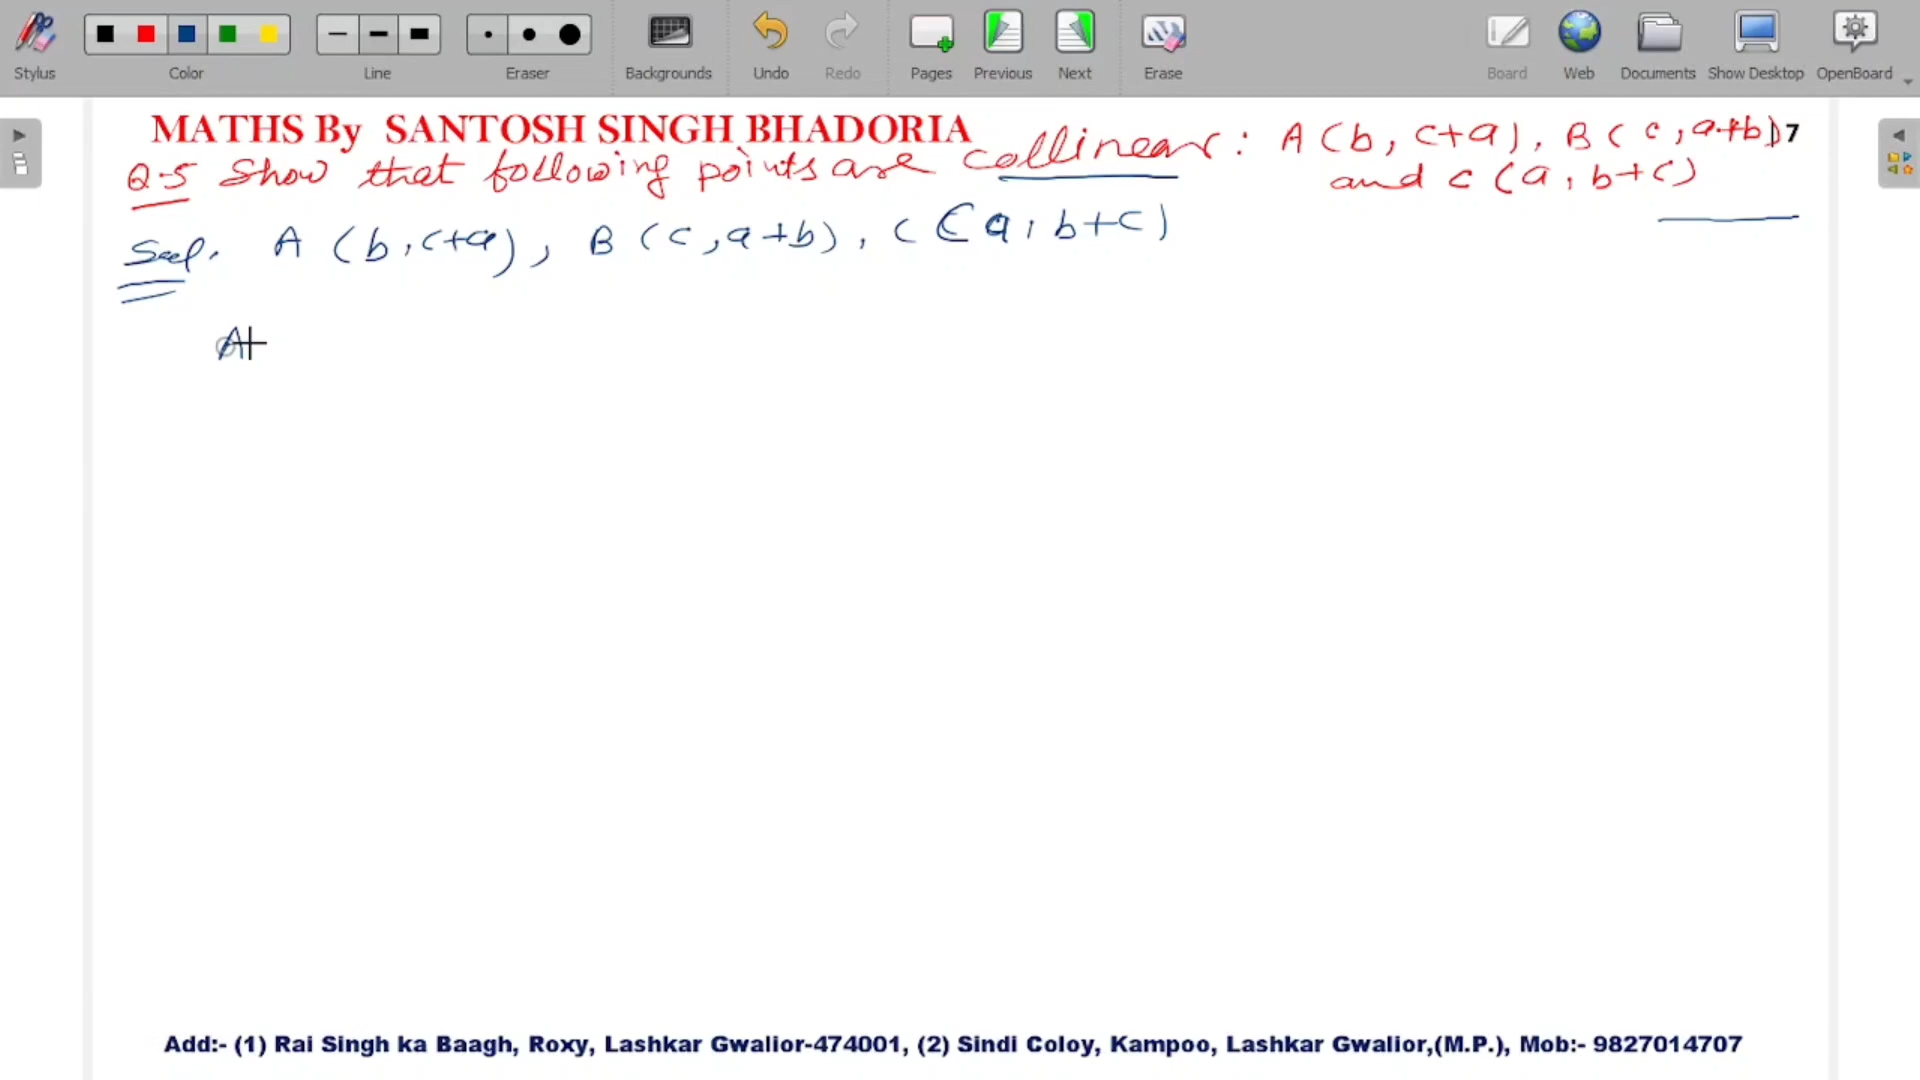 Stylus Color Line Eraser Backgrounds Undo Redo Pages Previous Next Erase Board Web Documents Show Desktop OpenBoard
MATHS By SANTOSH SINGH BHADORIA 7
Q-5 Show that following points are collinear: A (b, c+a), B (c, a+b)
and C (a, b+c)
Sol. A (b, c+a), B (c, a+b), C (a, b+c)
A
Add:- (1) Rai Singh ka Baagh, Roxy, Lashkar Gwalior-474001, (2) Sindi Coloy, Kampoo, Lashkar Gwalior,(M.P.), Mob:- 9827014707